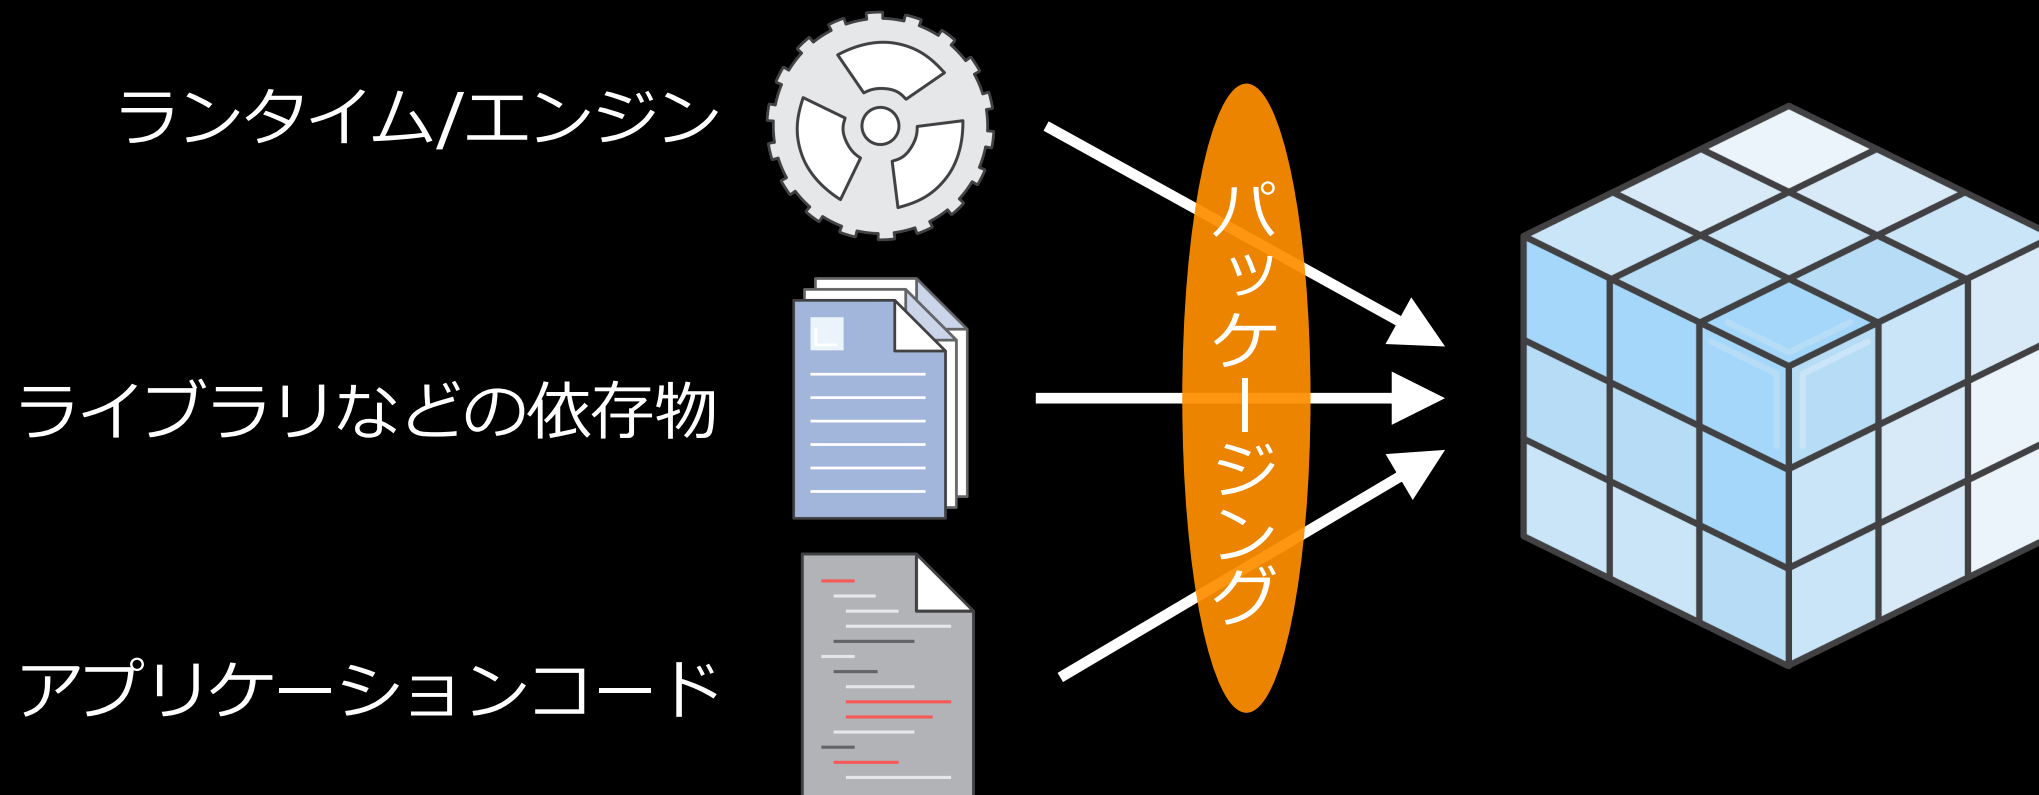 ランタイム/エンジン
ライブラリなどの依存物
アプリケーションコード
パッケージング